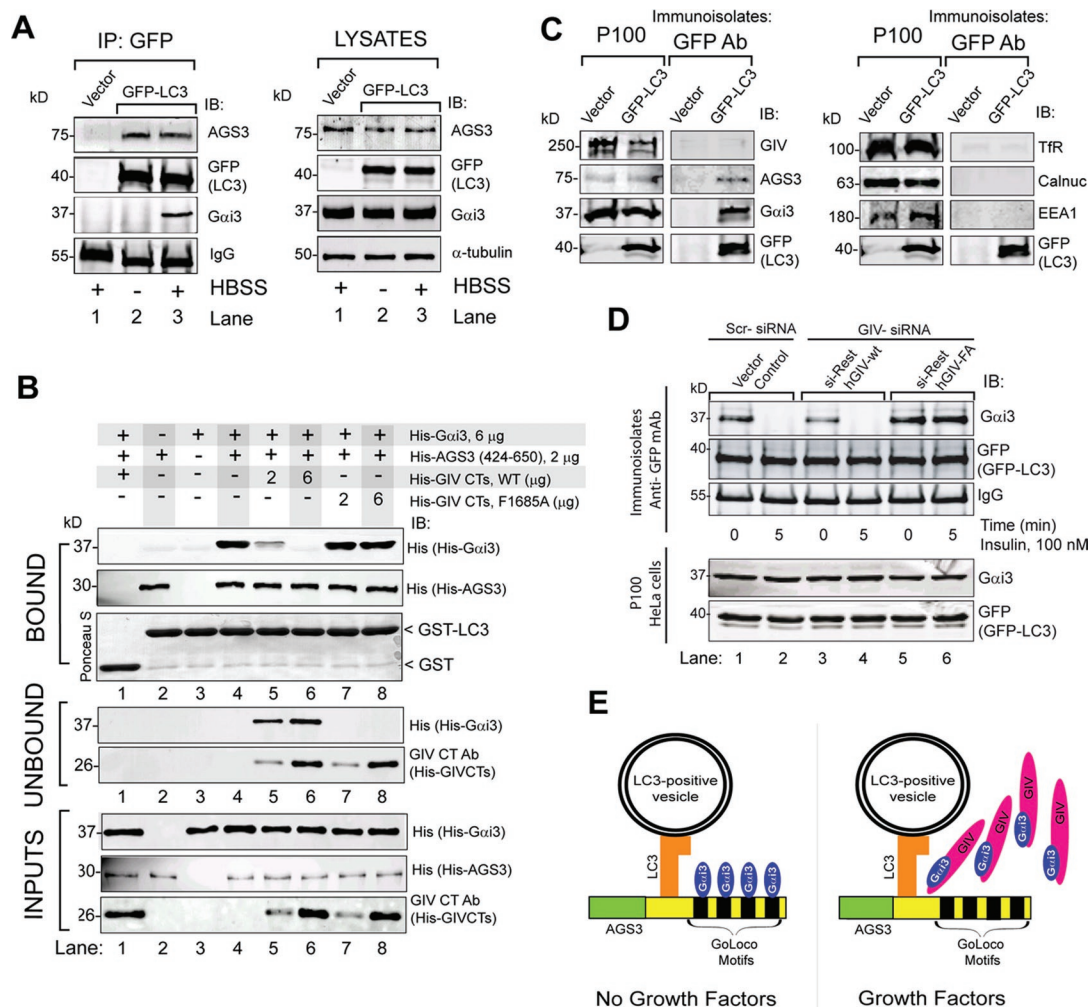 A
IP: GFP
Vector
GFP-LC3
kD
IB:
75
AGS3
40
GFP
(LC3)
37
Gαi3
55
IgG
+ - + HBSS
1 2 3 Lane
LYSATES
Vector
GFP-LC3
kD
IB:
75
AGS3
40
GFP
(LC3)
37
Gαi3
50
α-tubulin
+ - + HBSS
1 2 3 Lane
B
+ - + + + + + + His-Gαi3, 6 µg
+ + - + + + + + His-AGS3 (424-650), 2 µg
+ - - - 2 6 - - His-GIV CTs, WT (µg)
- - - - - - 2 6 His-GIV CTs, F1685A (µg)
kD
IB:
BOUND
37
His (His-Gαi3)
30
His (His-AGS3)
Ponceau S
< GST-LC3
< GST
1 2 3 4 5 6 7 8
UNBOUND
37
His (His-Gαi3)
26
GIV CT Ab
(His-GIVCTs)
1 2 3 4 5 6 7 8
INPUTS
37
His (His-Gαi3)
30
His (His-AGS3)
26
GIV CT Ab
(His-GIVCTs)
Lane: 1 2 3 4 5 6 7 8
C
Immunoisolates:
P100 GFP Ab
Vector GFP-LC3 Vector GFP-LC3
kD
IB:
250
GIV
75
AGS3
37
Gαi3
40
GFP
(LC3)
Immunoisolates:
P100 GFP Ab
Vector GFP-LC3 Vector GFP-LC3
kD
IB:
100
TfR
63
Calnuc
180
EEA1
40
GFP
(LC3)
D
Scr- siRNA GIV- siRNA
Vector
Control
si-Rest
hGIV-wt
si-Rest
hGIV-FA
kD
IB:
Immunoisolates
Anti- GFP mAb
37
Gαi3
40
GFP
(GFP-LC3)
55
IgG
0 5 0 5 0 5 Time (min)
Insulin, 100 nM
P100
HeLa cells
37
Gαi3
40
GFP
(GFP-LC3)
Lane: 1 2 3 4 5 6
E
LC3-positive
vesicle
LC3
Gαi3 Gαi3 Gαi3 Gαi3
AGS3
GoLoco
Motifs
No Growth Factors
LC3-positive
vesicle
LC3
Gαi3 GIV
Gαi3 GIV
Gαi3 GIV
Gαi3 GIV
AGS3
GoLoco
Motifs
Growth Factors